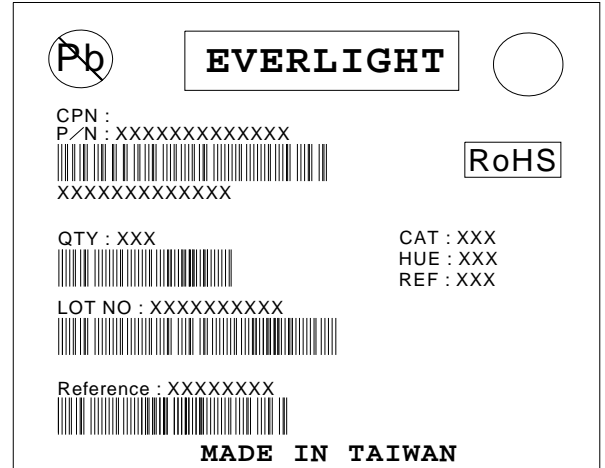 Pb
EVERLIGHT
CPN :
P/N : XXXXXXXXXXXXX
RoHS
XXXXXXXXXXXXX
QTY : XXX
CAT : XXX
HUE : XXX
REF : XXX
LOT NO : XXXXXXXXXX
Reference : XXXXXXXX
MADE IN TAIWAN